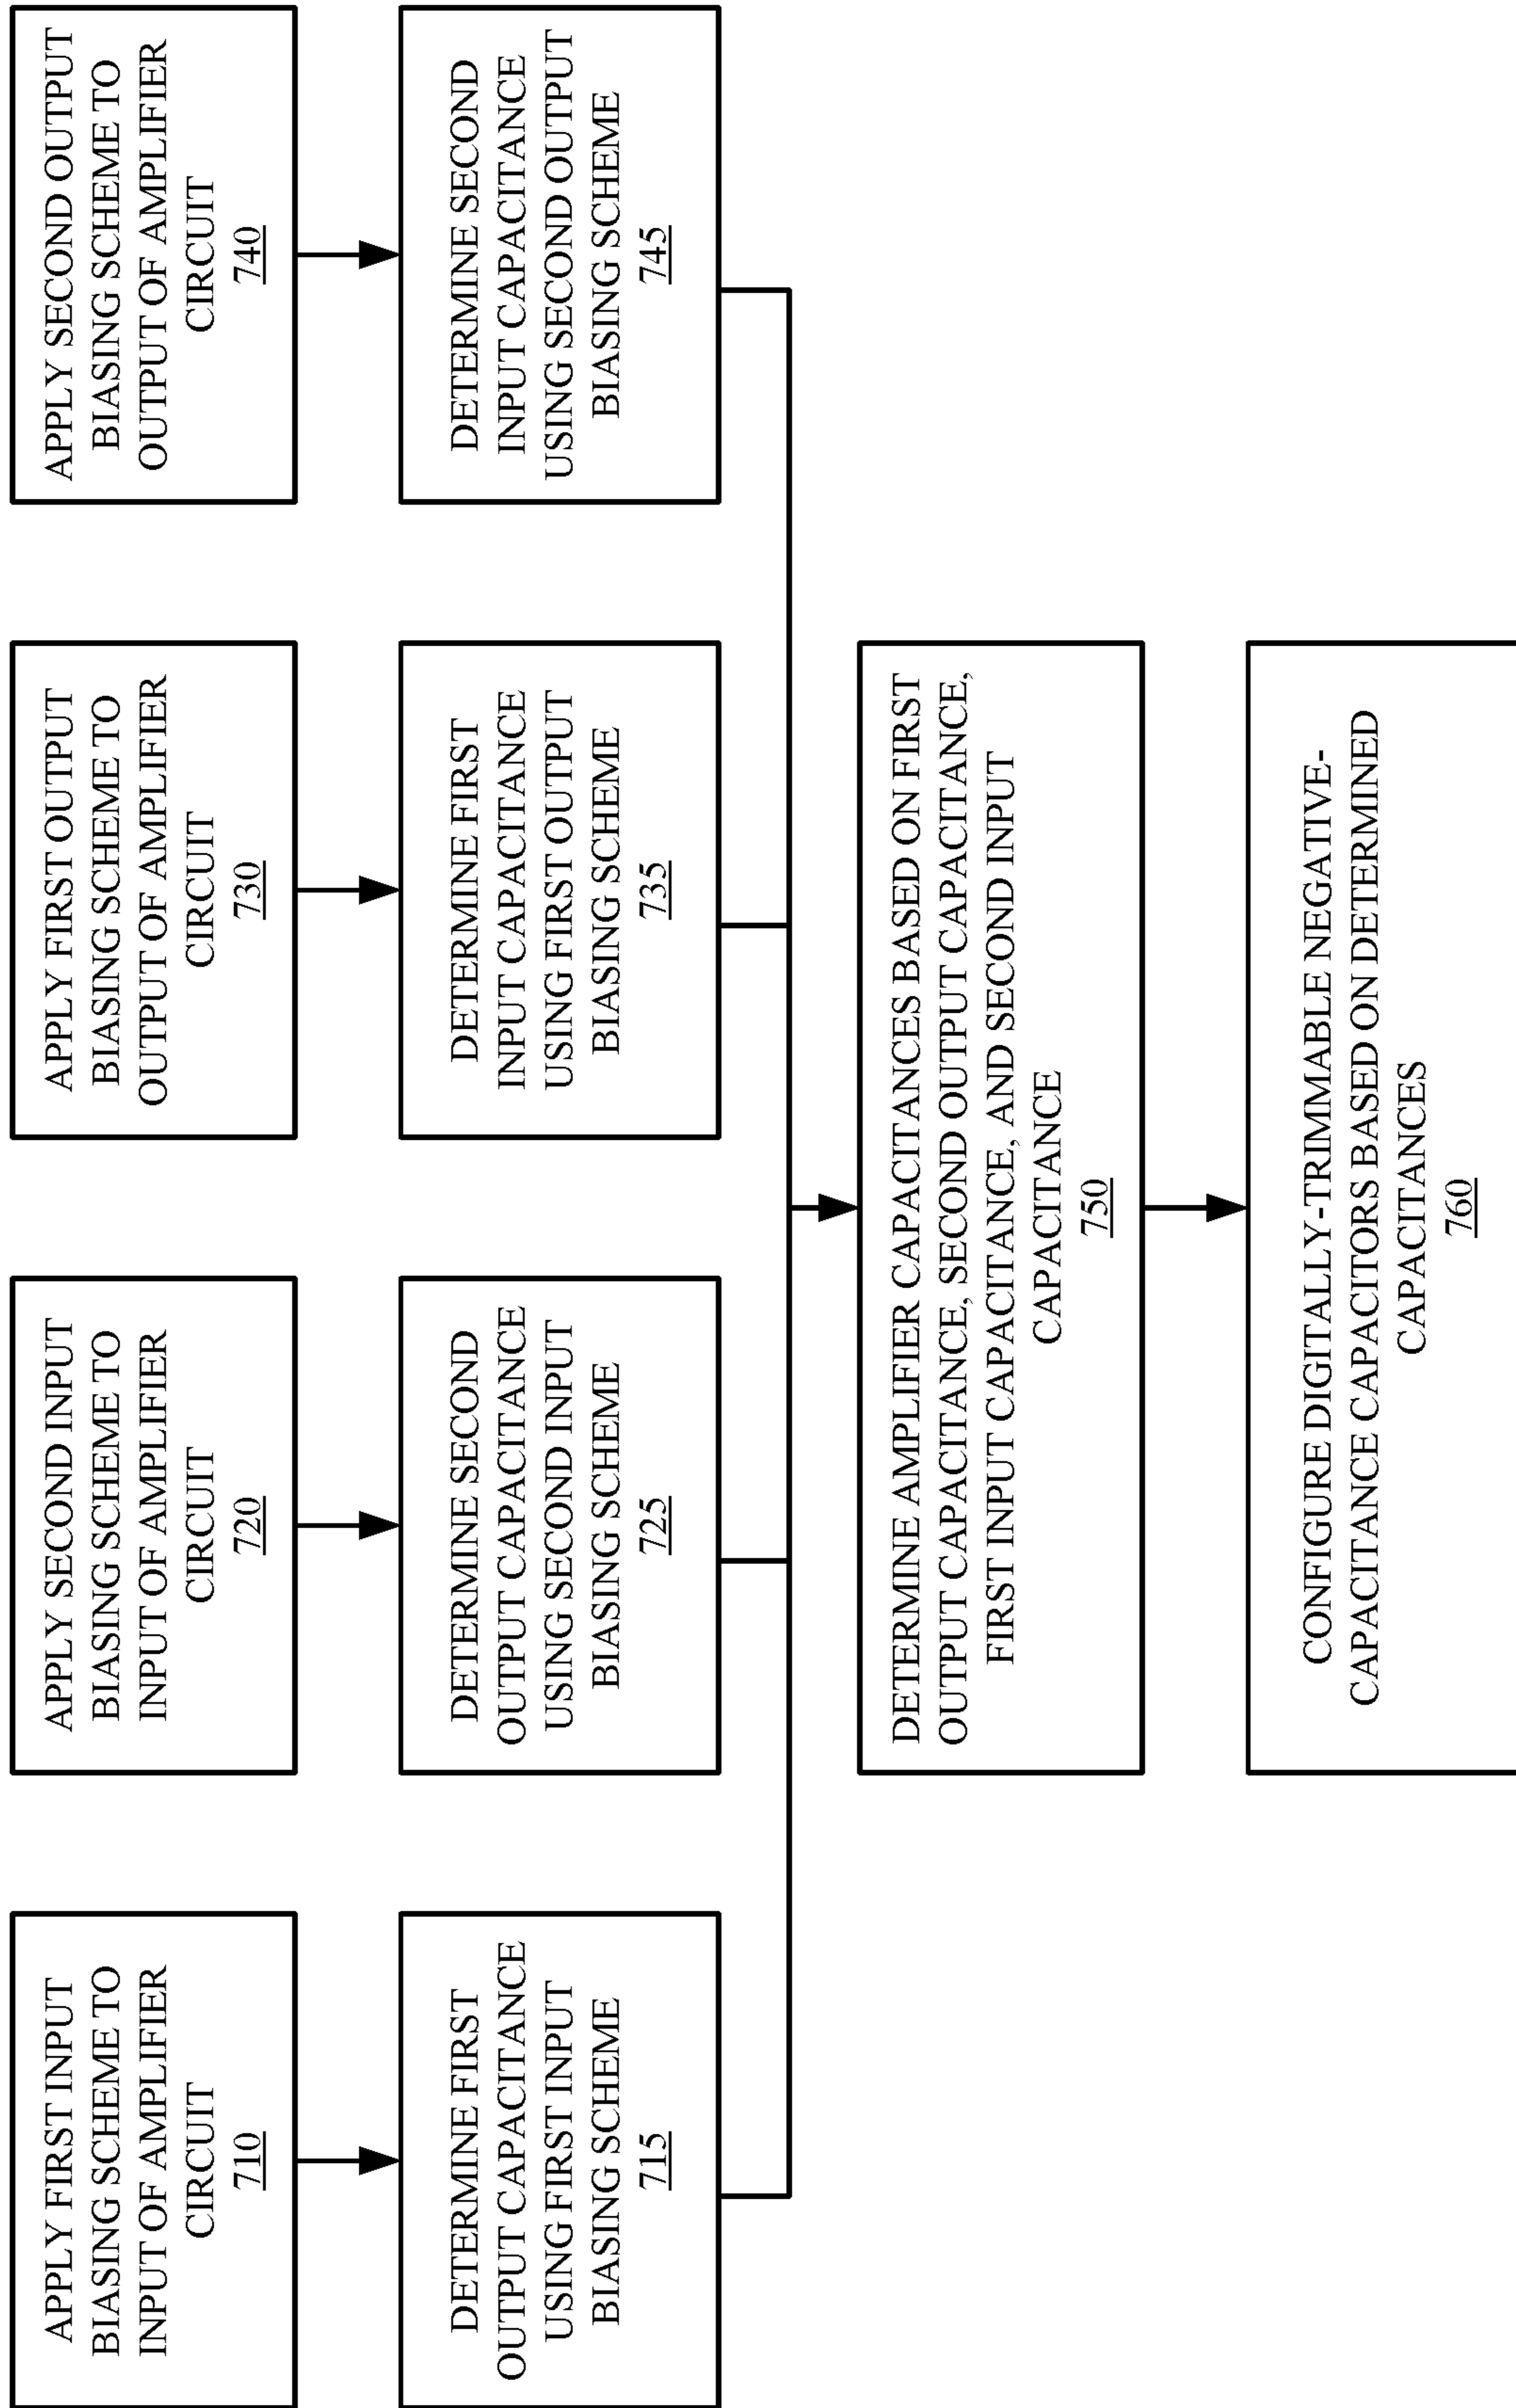 APPLY FIRST INPUT
BIASING SCHEME TO
INPUT OF AMPLIFIER
CIRCUIT
710
APPLY SECOND INPUT
BIASING SCHEME TO
INPUT OF AMPLIFIER
CIRCUIT
720
APPLY FIRST OUTPUT
BIASING SCHEME TO
OUTPUT OF AMPLIFIER
CIRCUIT
730
APPLY SECOND OUTPUT
BIASING SCHEME TO
OUTPUT OF AMPLIFIER
CIRCUIT
740
DETERMINE FIRST
OUTPUT CAPACITANCE
USING FIRST INPUT
BIASING SCHEME
715
DETERMINE SECOND
OUTPUT CAPACITANCE
USING SECOND INPUT
BIASING SCHEME
725
DETERMINE FIRST
INPUT CAPACITANCE
USING FIRST OUTPUT
BIASING SCHEME
735
DETERMINE SECOND
INPUT CAPACITANCE
USING SECOND OUTPUT
BIASING SCHEME
745
DETERMINE AMPLIFIER CAPACITANCES BASED ON FIRST
OUTPUT CAPACITANCE, SECOND OUTPUT CAPACITANCE,
FIRST INPUT CAPACITANCE, AND SECOND INPUT
CAPACITANCE
750
CONFIGURE DIGITALLY-TRIMMABLE NEGATIVE-
CAPACITANCE CAPACITORS BASED ON DETERMINED
CAPACITANCES
760